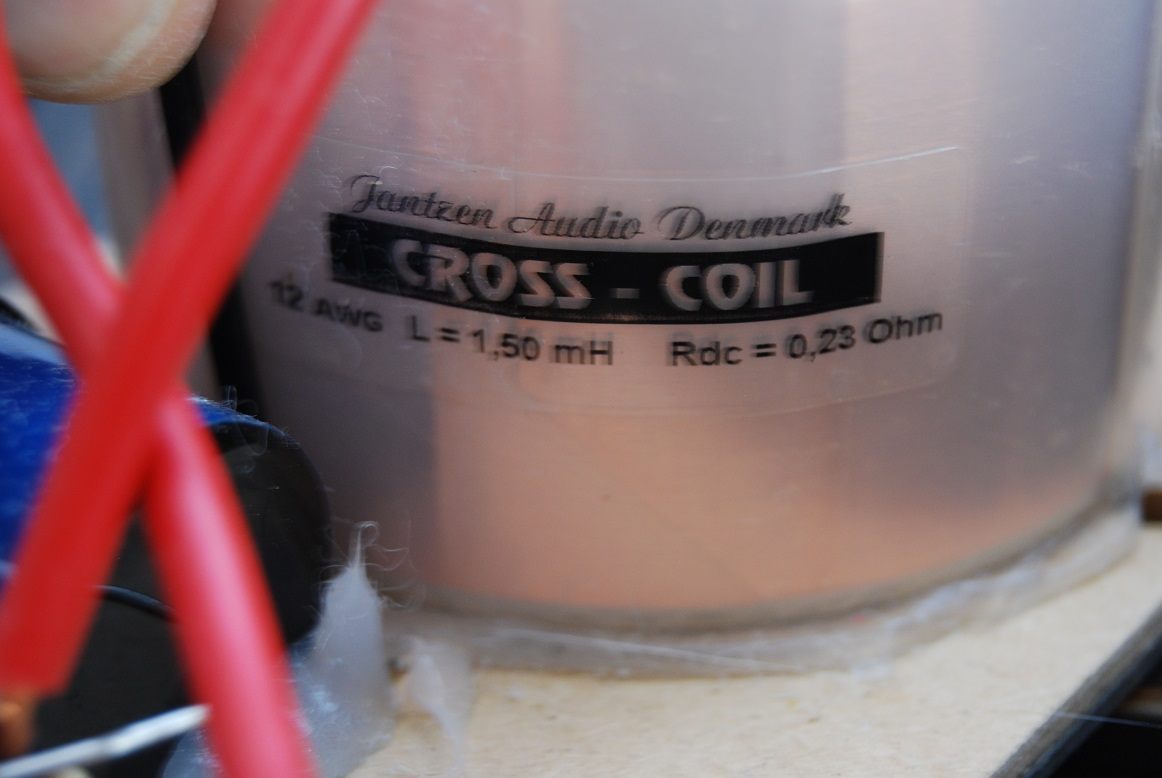 Jantzen Audio Denmark
CROSS - COIL
12 AWG L = 1,50 mH Rdc = 0,23 Ohm